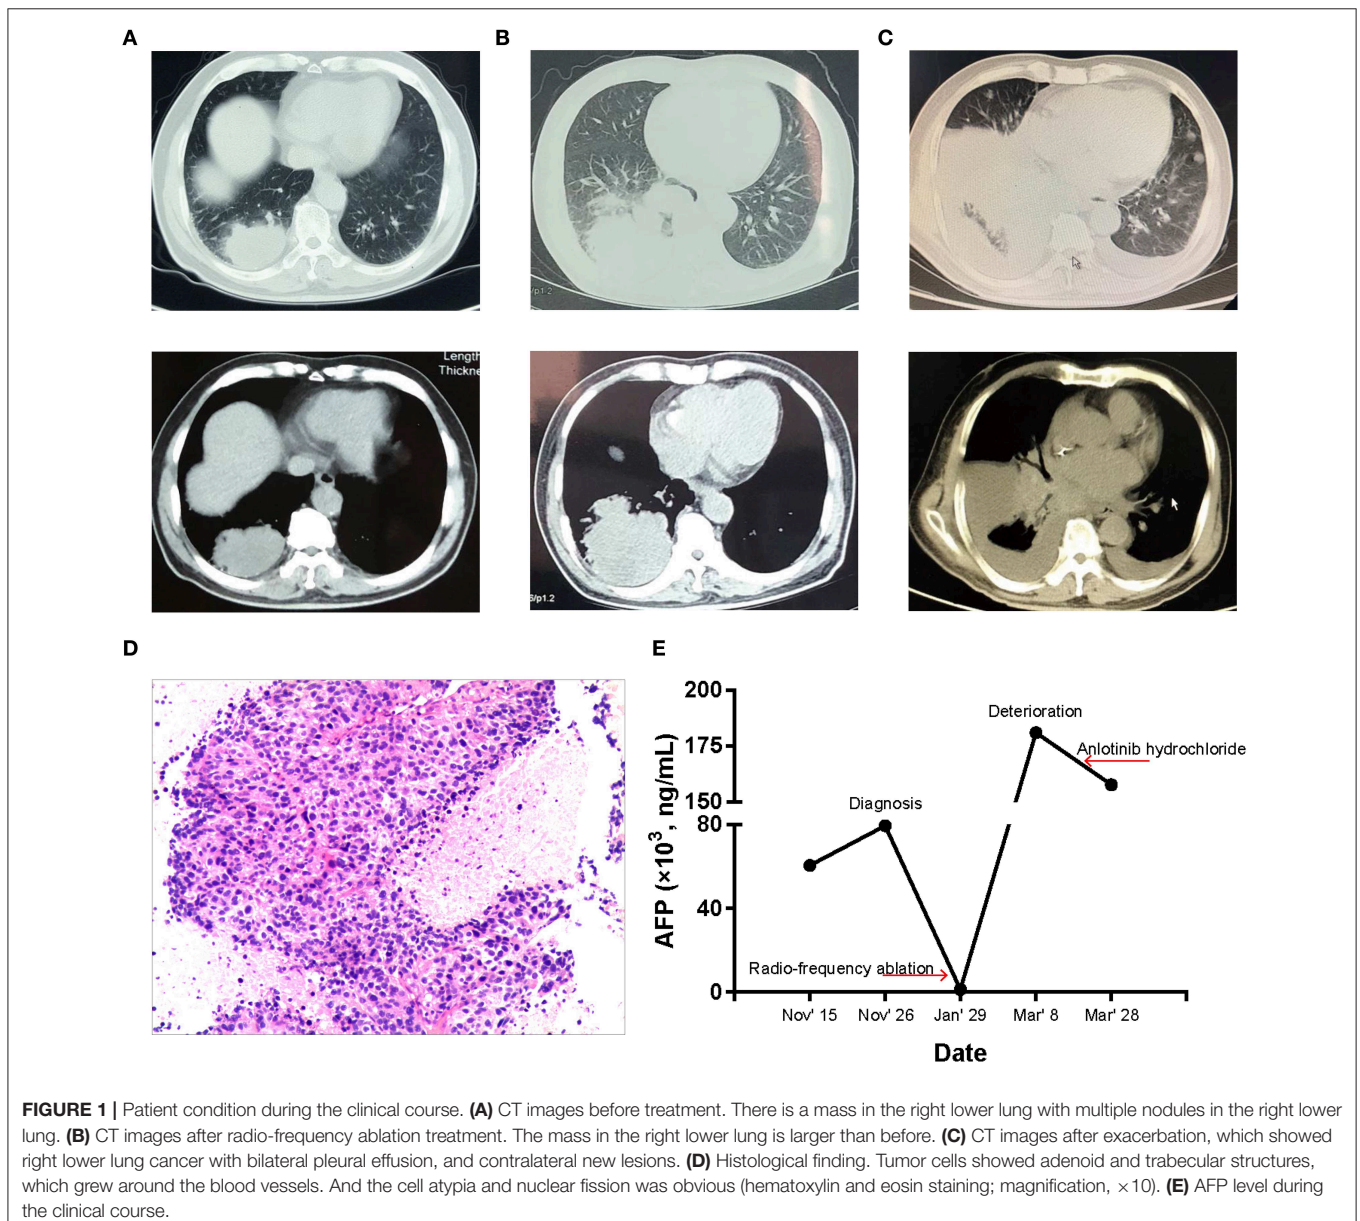 A
B
C
/p1.2
Length
Thickne
6/p1.2
D
E
200
175
150
80
40
0
AFP (×10³, ng/mL)
Diagnosis
Deterioration
Anlotinib hydrochloride
Radio-frequency ablation
Nov' 15 Nov' 26 Jan' 29 Mar' 8 Mar' 28
Date
FIGURE 1 | Patient condition during the clinical course. (A) CT images before treatment. There is a mass in the right lower lung with multiple nodules in the right lower
lung. (B) CT images after radio-frequency ablation treatment. The mass in the right lower lung is larger than before. (C) CT images after exacerbation, which showed
right lower lung cancer with bilateral pleural effusion, and contralateral new lesions. (D) Histological finding. Tumor cells showed adenoid and trabecular structures,
which grew around the blood vessels. And the cell atypia and nuclear fission was obvious (hematoxylin and eosin staining; magnification, ×10). (E) AFP level during
the clinical course.